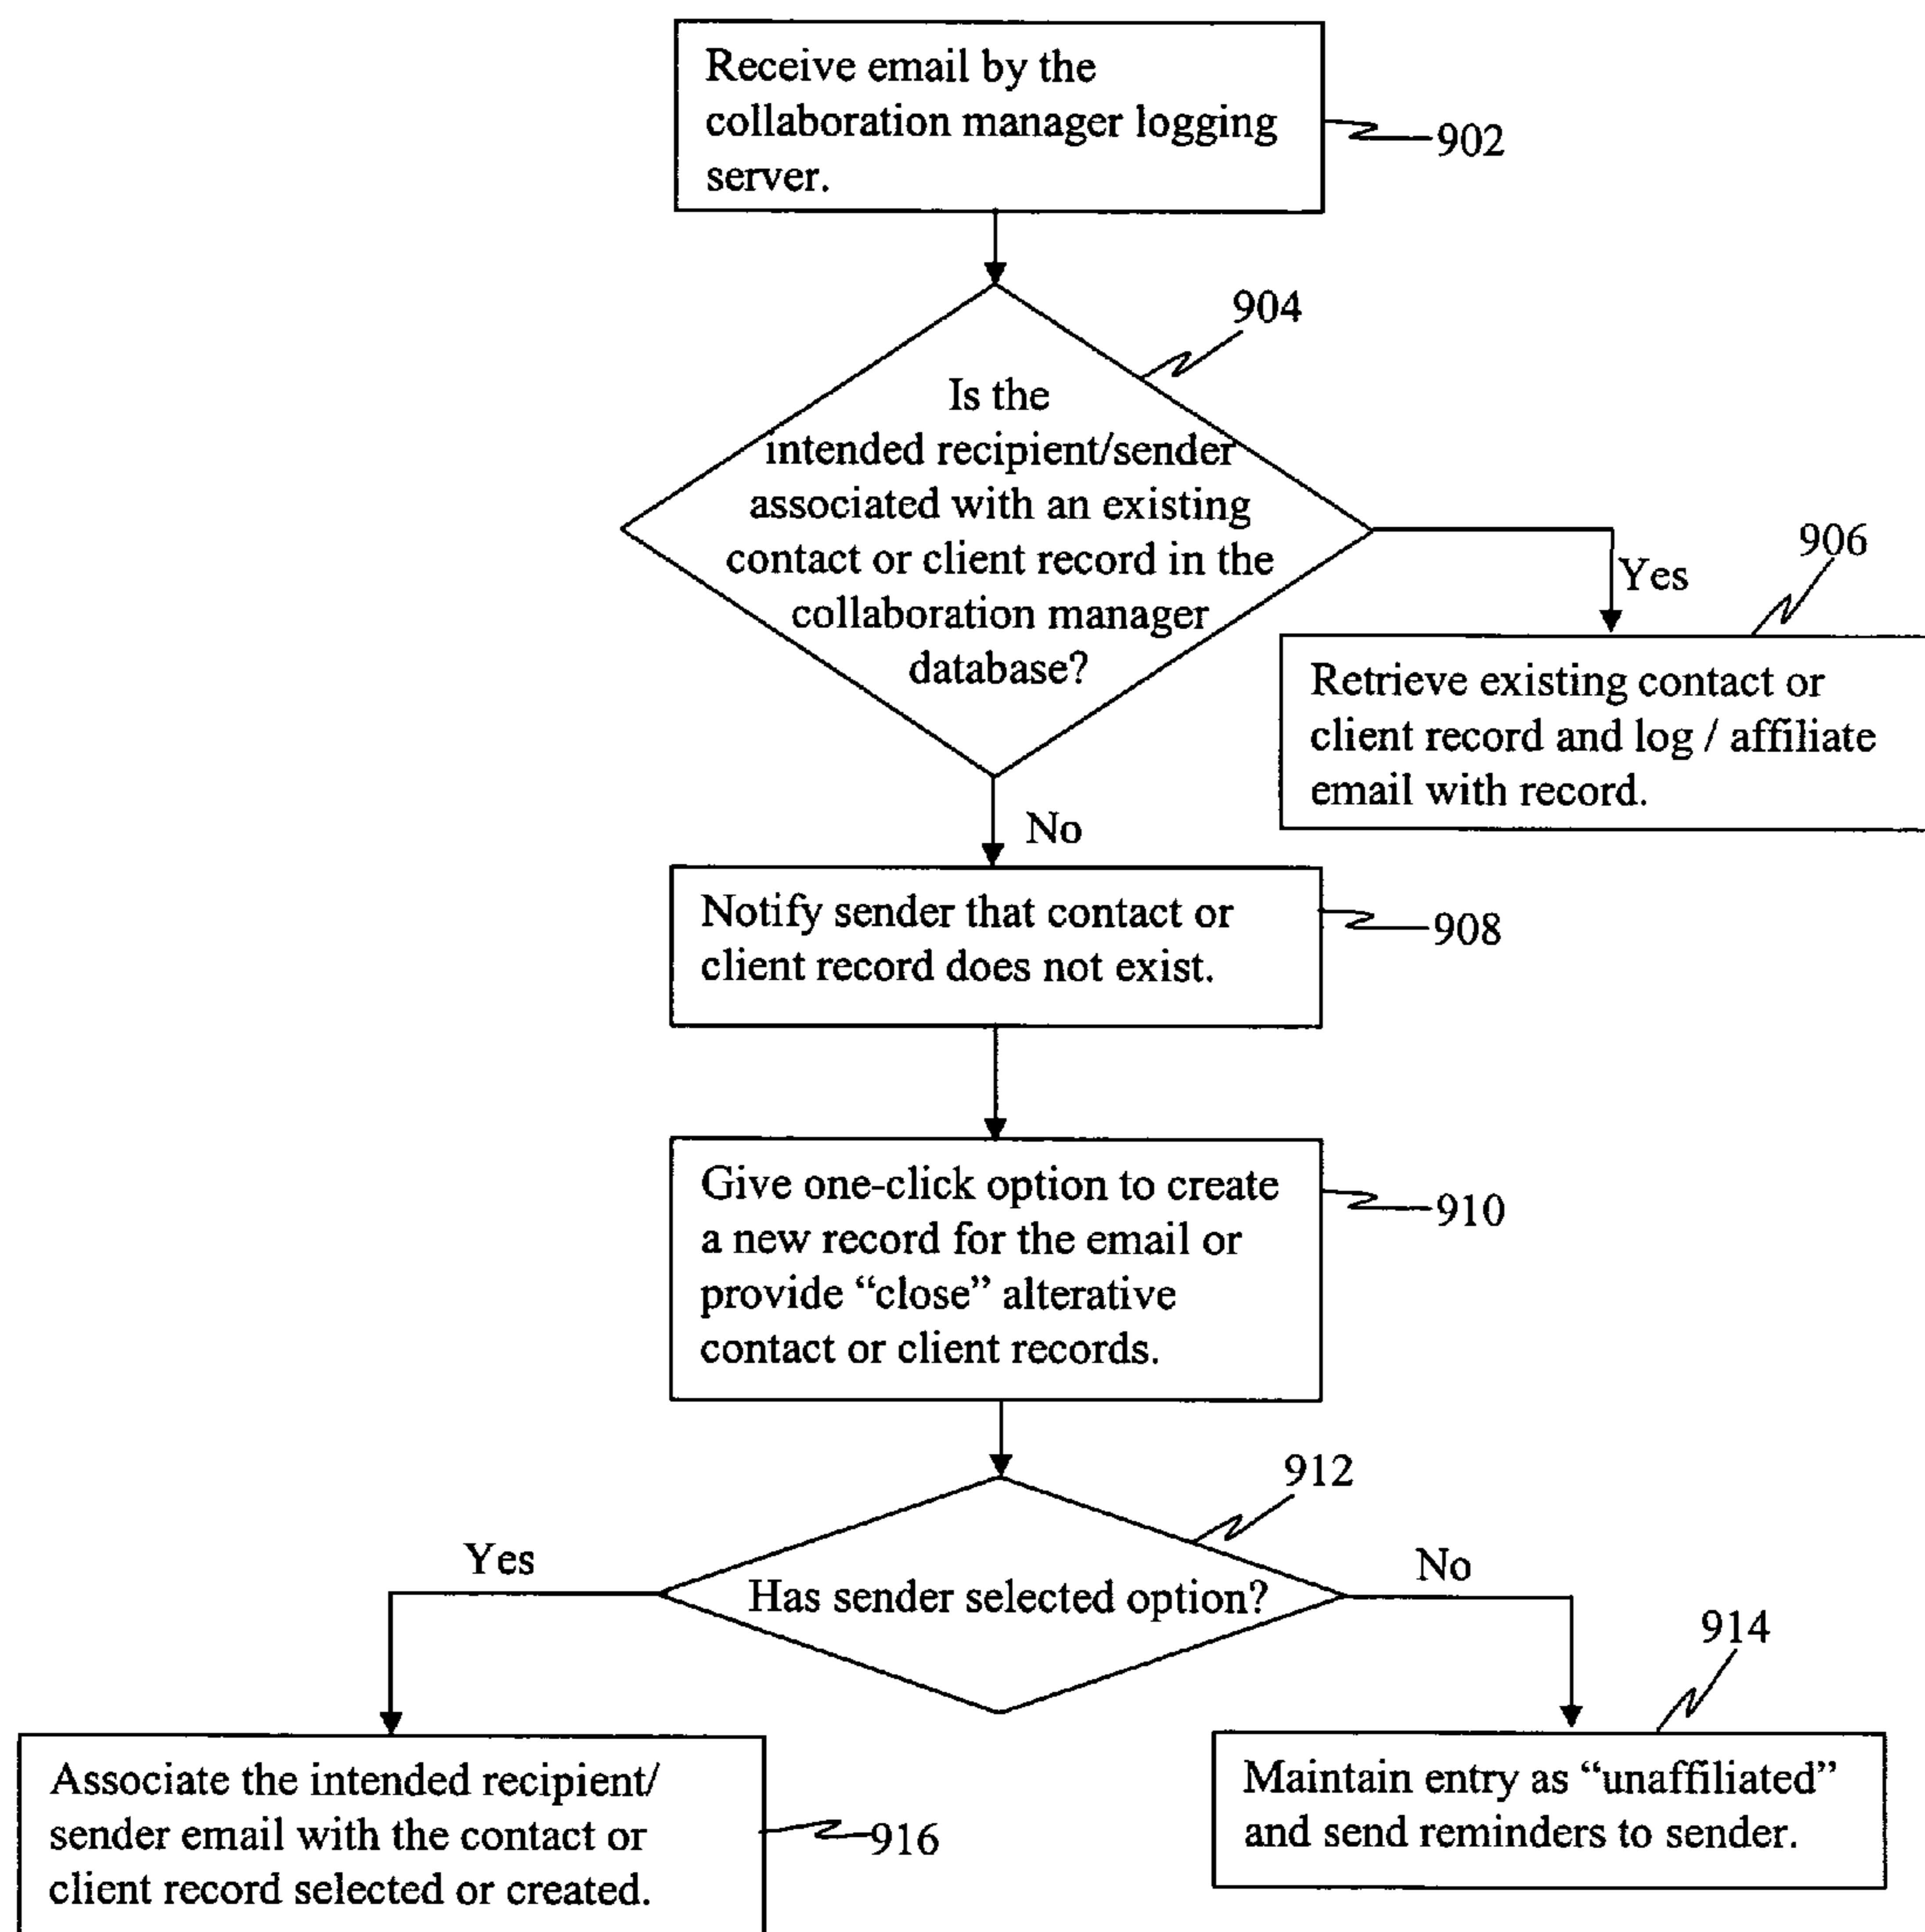 Receive email by the
collaboration manager logging
server.
902
904
Is the
intended recipient/sender
associated with an existing
contact or client record in the
collaboration manager
database?
Yes
906
Retrieve existing contact or
client record and log / affiliate
email with record.
No
Notify sender that contact or
client record does not exist.
908
Give one-click option to create
a new record for the email or
provide “close” alterative
contact or client records.
910
912
Has sender selected option?
Yes
No
914
Maintain entry as “unaffiliated”
and send reminders to sender.
Associate the intended recipient/
sender email with the contact or
client record selected or created.
916